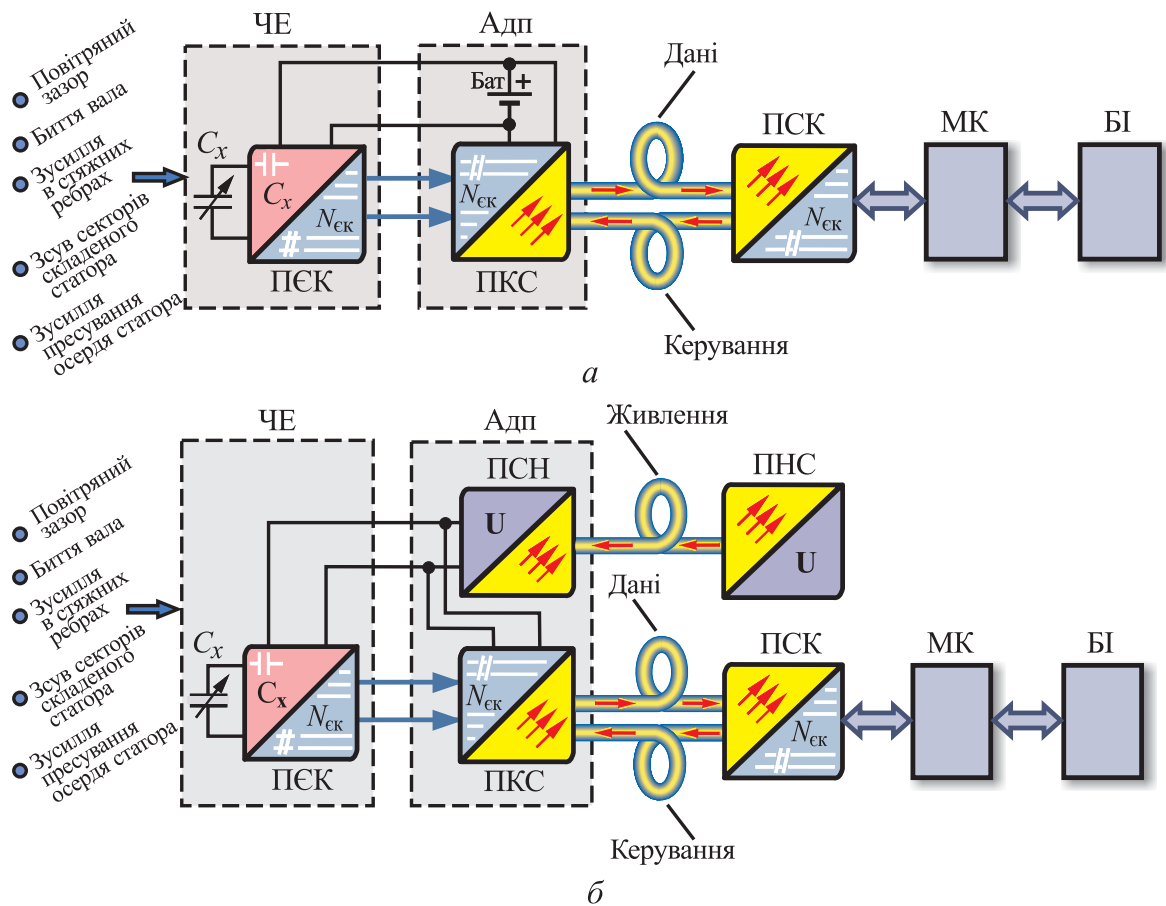 ЧЕ
Адп
Повітряний
зазор
Биття вала
Зусилля
в стяжних
ребрах
Зсув секторів
складеного
статора
Зусилля
пресування
осердя статора
Cx
Cx
Nєк
ПЄК
Бат +
Nєк
ПКС
Дані
Керування
ПСК
Nєк
МК
БІ
а
ЧЕ
Адп
Повітряний
зазор
Биття вала
Зусилля
в стяжних
ребрах
Зсув секторів
складеного
статора
Зусилля
пресування
осердя статора
Cx
Cx
Nєк
ПЄК
ПСН
U
Nєк
ПКС
Живлення
ПНС
U
Дані
Керування
ПСК
Nєк
МК
БІ
б